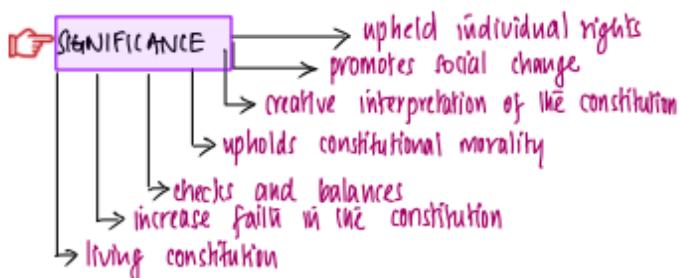 upheld individual rights
SIGNIFICANCE
promotes social change
creative interpretation of the constitution
upholds constitutional morality
checks and balances
increase faith in the constitution
living constitution